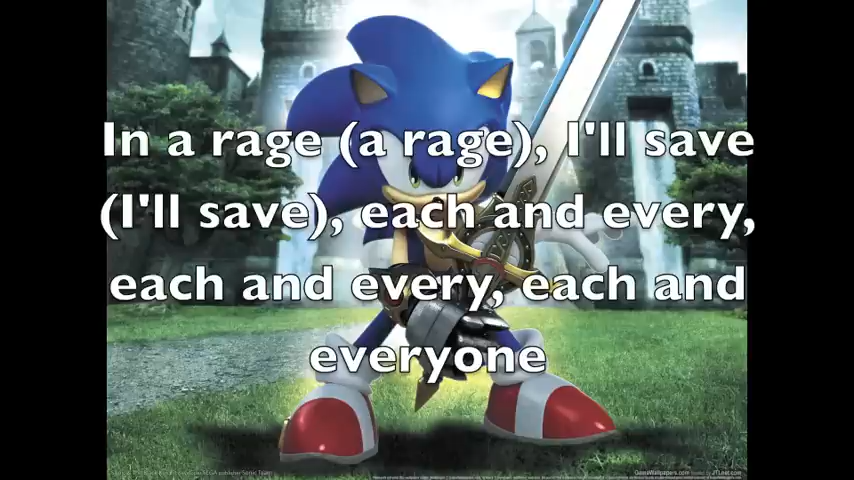 In a rage (a rage), I'll save
(I'll save), each and every,
each and every, each and
everyone